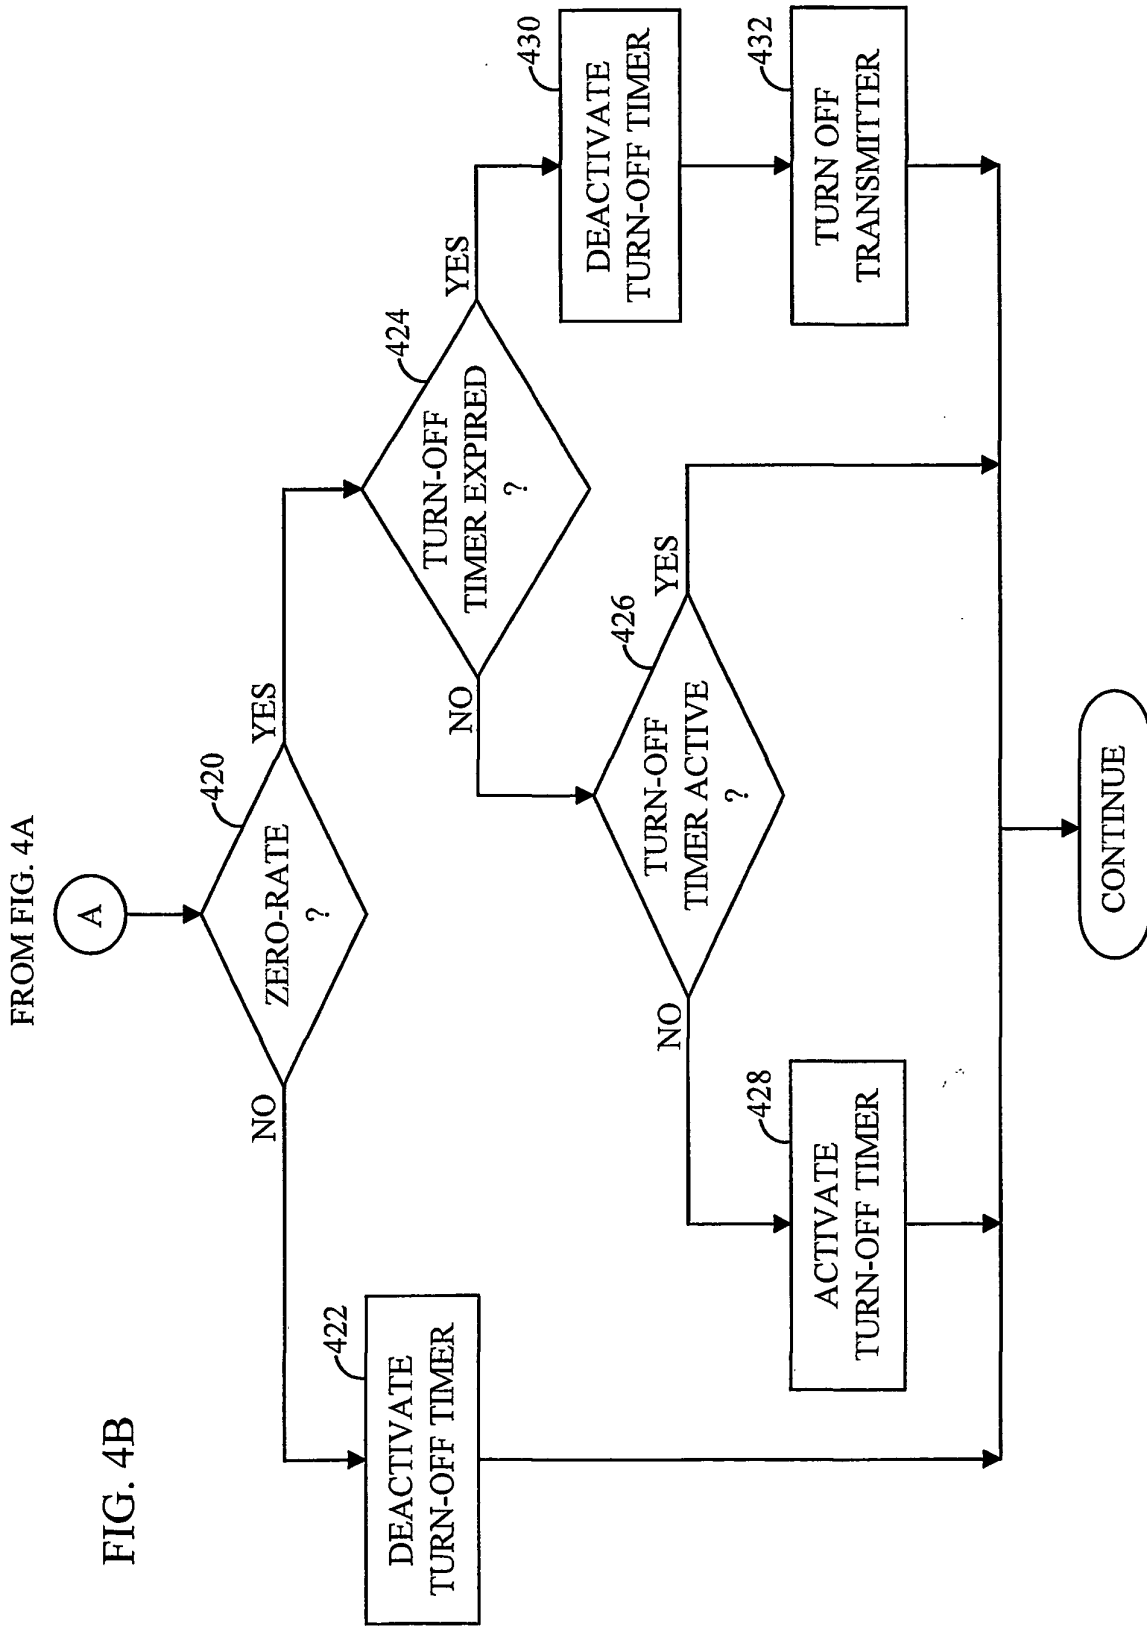 FIG. 4B
FROM FIG. 4A
A
420
ZERO-RATE
?
NO
YES
422
DEACTIVATE
TURN-OFF TIMER
424
TURN-OFF
TIMER EXPIRED
?
NO
YES
426
TURN-OFF
TIMER ACTIVE
?
NO
YES
428
ACTIVATE
TURN-OFF TIMER
430
DEACTIVATE
TURN-OFF TIMER
432
TURN OFF
TRANSMITTER
CONTINUE